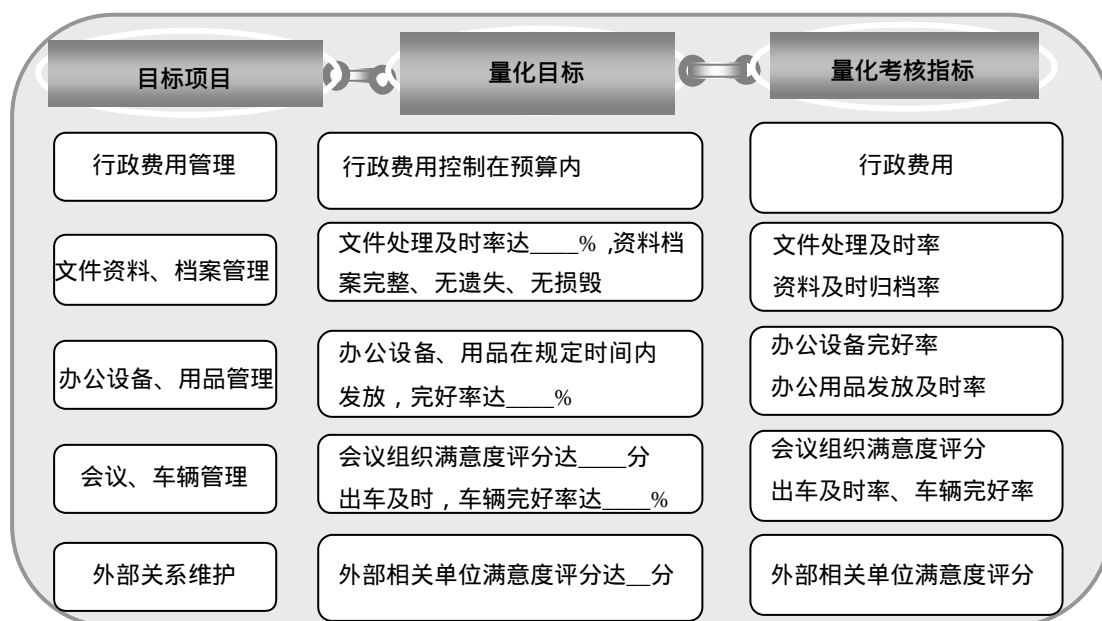 目标项目
量化目标
量化考核指标
行政费用管理
行政费用控制在预算内
行政费用
文件资料、档案管理
文件处理及时率达____% ,资料档
案完整、无遗失、无损毁
文件处理及时率
资料及时归档率
办公设备、用品管理
办公设备、用品在规定时间内
发放，完好率达____%
办公设备完好率
办公用品发放及时率
会议、车辆管理
会议组织满意度评分达____分
出车及时，车辆完好率达____%
会议组织满意度评分
出车及时率、车辆完好率
外部关系维护
外部相关单位满意度评分达__分
外部相关单位满意度评分